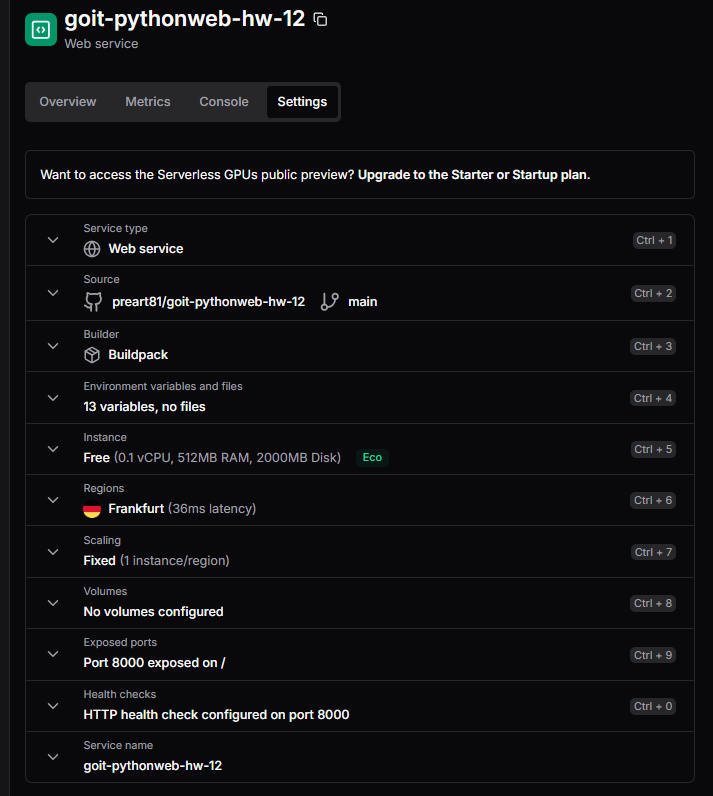 goit-pythonweb-hw-12
Web service
Overview Metrics Console Settings
Want to access the Serverless GPUs public preview? Upgrade to the Starter or Startup plan.
Service type
Web service
Ctrl + 1
Source
preart81/goit-pythonweb-hw-12 main
Ctrl + 2
Builder
Buildpack
Ctrl + 3
Environment variables and files
13 variables, no files
Ctrl + 4
Instance
Free (0.1 vCPU, 512MB RAM, 2000MB Disk) Eco
Ctrl + 5
Regions
Frankfurt (36ms latency)
Ctrl + 6
Scaling
Fixed (1 instance/region)
Ctrl + 7
Volumes
No volumes configured
Ctrl + 8
Exposed ports
Port 8000 exposed on /
Ctrl + 9
Health checks
HTTP health check configured on port 8000
Ctrl + 0
Service name
goit-pythonweb-hw-12